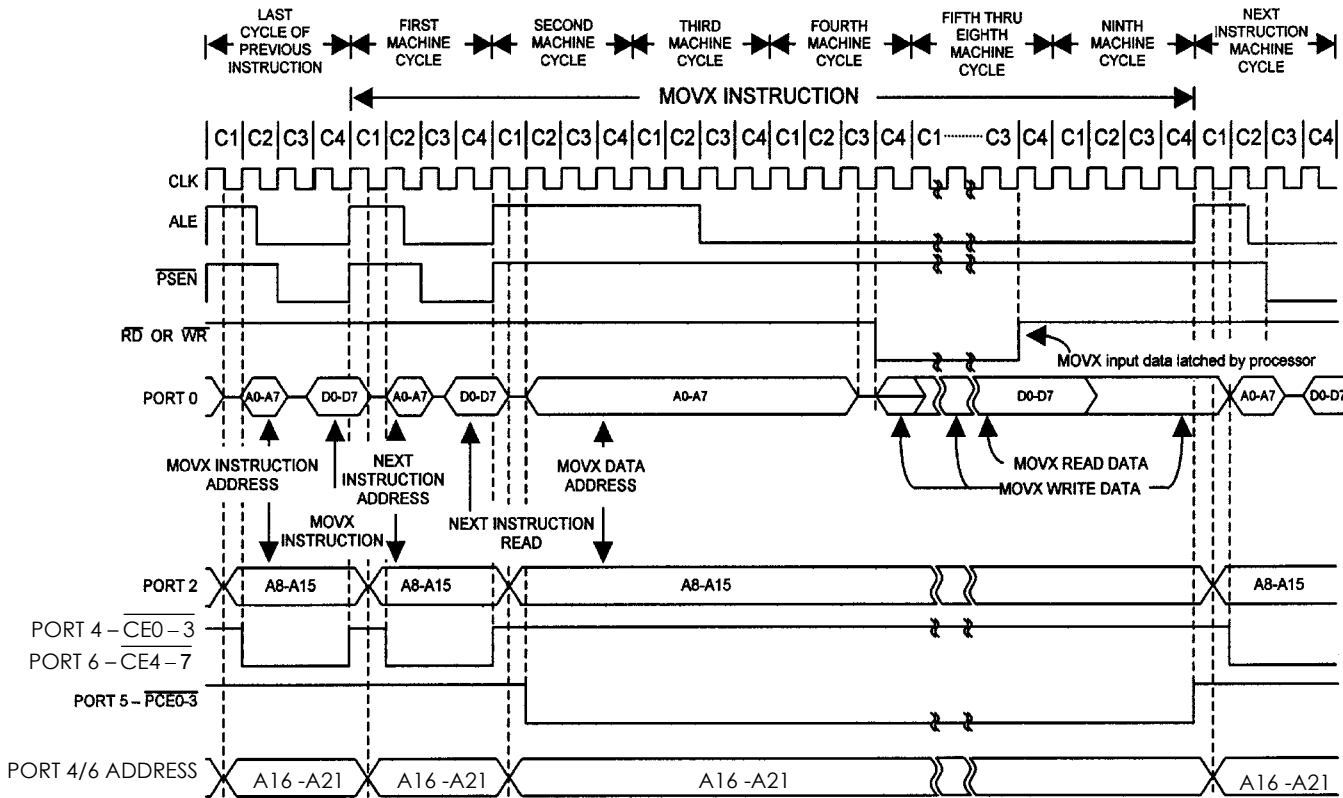 LAST
CYCLE OF
PREVIOUS
INSTRUCTION
FIRST
MACHINE
CYCLE
SECOND
MACHINE
CYCLE
THIRD
MACHINE
CYCLE
FOURTH
MACHINE
CYCLE
FIFTH THRU
EIGHTH
MACHINE
CYCLE
NINTH
MACHINE
CYCLE
NEXT
INSTRUCTION
MACHINE
CYCLE
MOVX INSTRUCTION
C1 C2 C3 C4 C1 C2 C3 C4 C1 C2 C3 C4 C1 C2 C3 C4 C1 C2 C3 C4 C1 C3 C4 C1 C2 C3 C4 C1 C2 C3 C4
CLK
ALE
PSEN
RD OR WR
MOVX input data latched by processor
PORT 0 A0-A7 D0-D7 A0-A7 D0-D7 A0-A7 D0-D7 A0-A7 D0-D7
MOVX INSTRUCTION
ADDRESS
NEXT
INSTRUCTION
ADDRESS
MOVX DATA
ADDRESS
MOVX READ DATA
MOVX WRITE DATA
MOVX
INSTRUCTION
NEXT INSTRUCTION
READ
PORT 2 A8-A15 A8-A15 A8-A15 A8-A15
PORT 4 – CE0 – 3
PORT 6 – CE4 – 7
PORT 5 – PCE0-3
PORT 4/6 ADDRESS A16 -A21 A16 -A21 A16 -A21 A16 -A21